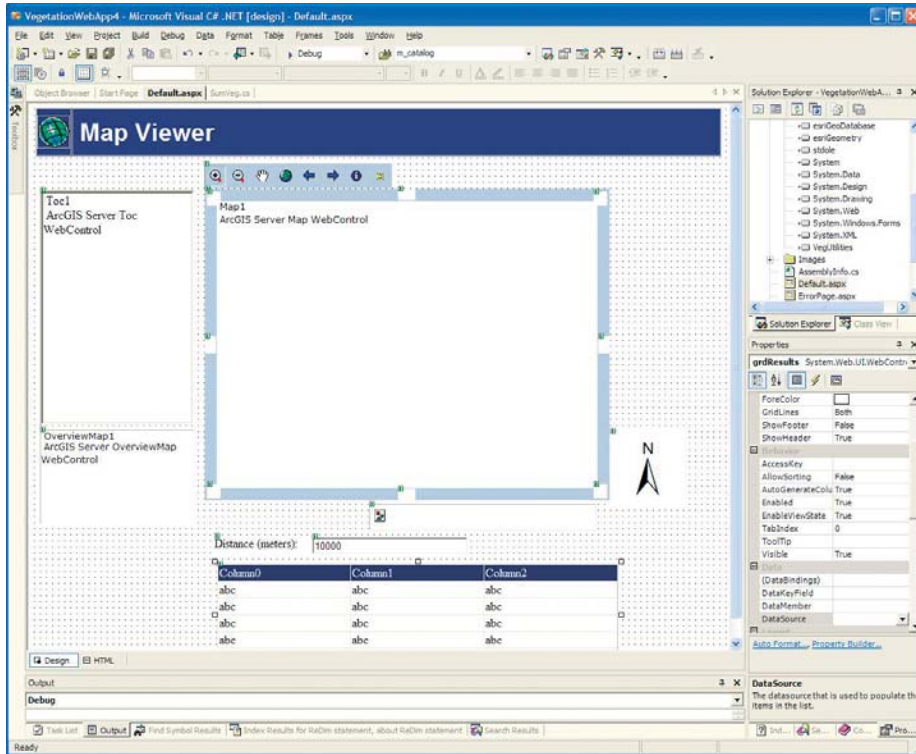 VegetationWebApp4 - Microsoft Visual C# .NET [design] - Default.aspx
File Edit View Project Build Debug Data Format Table Frames Tools Window Help
Debug m_catalog
B I U
Object Browser Start Page Default.aspx SumVeg.cs
Toolbox
Map Viewer
Toc1
ArcGIS Server Toc
WebControl
Map1
ArcGIS Server Map WebControl
OverviewMap1
ArcGIS Server OverviewMap
WebControl
N
Distance (meters): 10000
Column0 Column1 Column2
abc abc abc
abc abc abc
abc abc abc
abc abc abc
Design HTML
Output
Debug
Task List Output Find Symbol Results Index Results for ReDim statement, about ReDim statement Search Results
Ready
Solution Explorer - VegetationWebA...
esriGeoDatabase
esriGeometry
stdole
System
System.Data
System.Design
System.Drawing
System.Web
System.Windows.Forms
System.XML
VegUtilities
Images
AssemblyInfo.cs
Default.aspx
ErrorPage.aspx
Solution Explorer Class View
Properties
grdResults System.Web.UI.WebContr
ForeColor
GridLines Both
ShowFooter False
ShowHeader True
Behavior
AccessKey
AllowSorting False
AutoGenerateColu True
Enabled True
EnableViewState True
TabIndex 0
ToolTip
Visible True
Data
(DataBindings)
DataKeyField
DataMember
DataSource
Auto Format..., Property Builder...
DataSource
The datasource that is used to populate th
items in the list.
Ind... Se... Co... Pro...